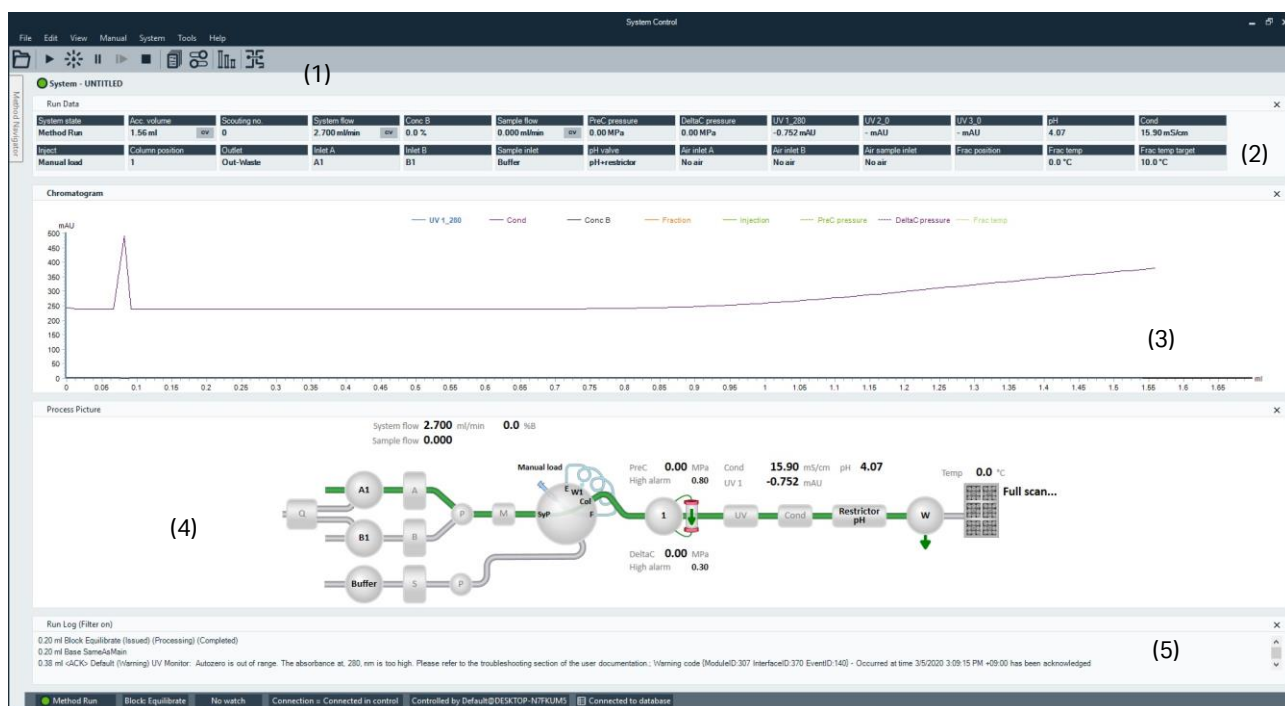 System Control
File Edit View Manual System Tools Help
(1)
System - UNTITLED
Method Navigator
Run Data
System state Acc. volume Scouting no. System flow Conc B Sample flow PreC pressure DeltaC pressure UV 1_280 UV 2_0 UV 3_0 pH Cond
Method Run 1.56 ml CV 0 2.700 ml/min CV 0.0 % 0.000 ml/min CV 0.00 MPa 0.00 MPa -0.752 mAU - mAU - mAU 4.07 15.90 mS/cm
Inject Column position Outlet Inlet A Inlet B Sample inlet pH valve Air inlet A Air inlet B Air sample inlet Frac position Frac temp Frac temp target
Manual load 1 Out-Waste A1 B1 Buffer pH+restrictor No air No air No air 0.0 °C 10.0 °C
(2)
Chromatogram
UV 1_280 Cond Conc B Fraction Injection PreC pressure DeltaC pressure Frac temp
mAU
500
450
400
350
300
250
200
150
100
50
0
(3)
0 0.05 0.1 0.15 0.2 0.25 0.3 0.35 0.4 0.45 0.5 0.55 0.6 0.65 0.7 0.75 0.8 0.85 0.9 0.95 1 1.05 1.1 1.15 1.2 1.25 1.3 1.35 1.4 1.45 1.5 1.55 1.6 1.65 ml
Process Picture
System flow 2.700 ml/min 0.0 %B
Sample flow 0.000
Manual load
PreC 0.00 MPa Cond 15.90 mS/cm pH 4.07
High alarm 0.80 UV 1 -0.752 mAU
Temp 0.0 °C
Full scan...
A1 A
E W1
Col
Q P M SyP F 1 UV Cond Restrictor
pH W
B1 B
(4)
DeltaC 0.00 MPa
High alarm 0.30
Buffer S P
Run Log (Filter on)
0.20 ml Block Equilibrate (Issued) (Processing) (Completed)
0.20 ml Base SameAsMain
0.38 ml <ACK> Default (Warning) UV Monitor: Autozero is out of range. The absorbance at, 280, nm is too high. Please refer to the troubleshooting section of the user documentation.; Warning code {ModuleID:307 InterfaceID:370 EventID:140} - Occurred at time 3/5/2020 3:09:15 PM +09:00 has been acknowledged
(5)
Method Run Block: Equilibrate No watch Connection = Connected in control Controlled by Default@DESKTOP-N7FKUM5 Connected to database